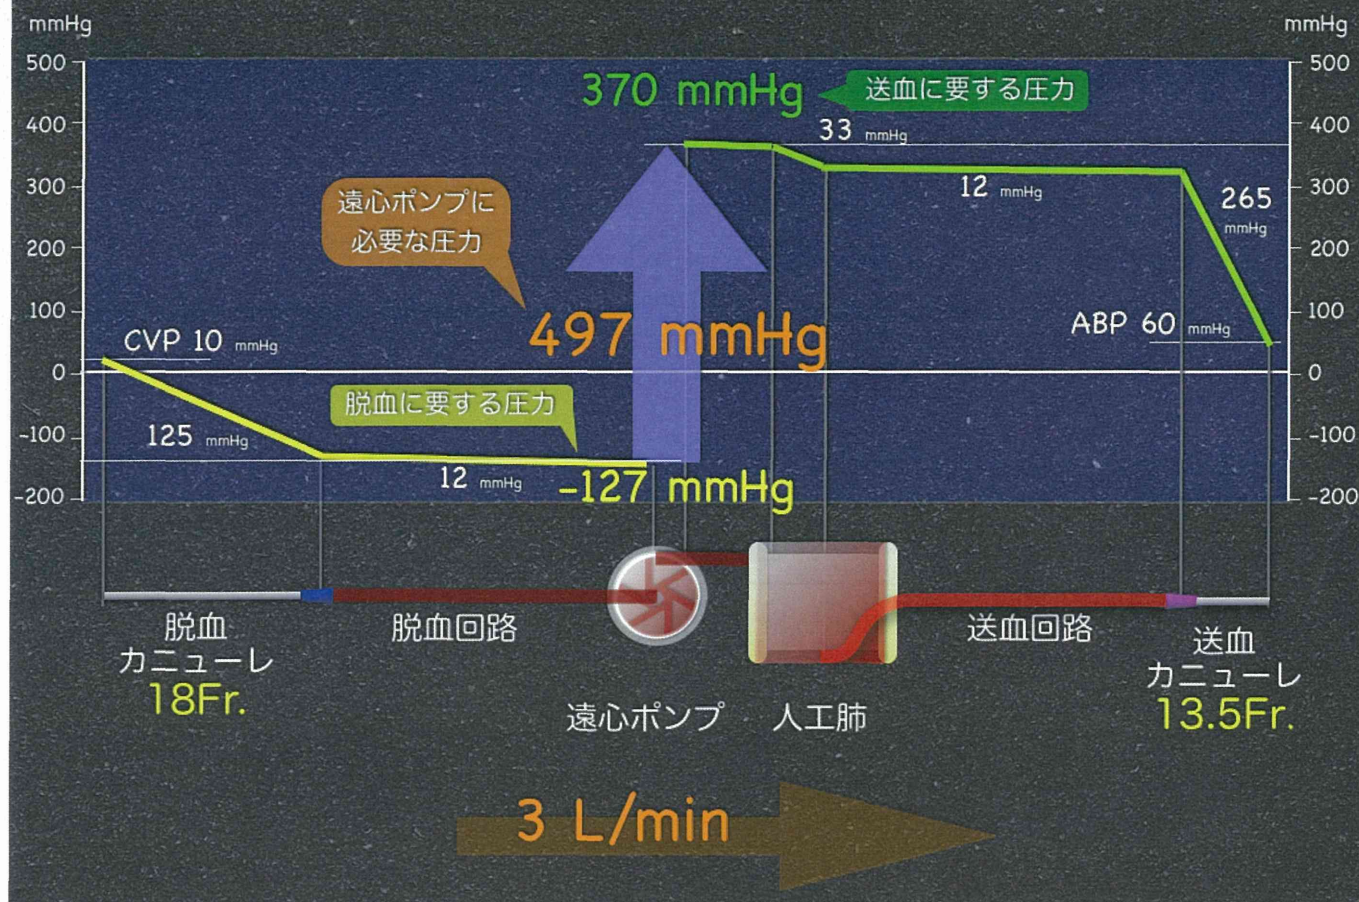 mmHg
mmHg
500
400
300
200
100
0
-100
-200
500
400
300
200
100
0
-100
-200
370 mmHg
送血に要する圧力
33 mmHg
12 mmHg
265
mmHg
遠心ポンプに
必要な圧力
497 mmHg
ABP 60 mmHg
CVP 10 mmHg
脱血に要する圧力
125 mmHg
12 mmHg
-127 mmHg
脱血
カニューレ
18Fr.
脱血回路
遠心ポンプ
人工肺
送血回路
送血
カニューレ
13.5Fr.
3 L/min